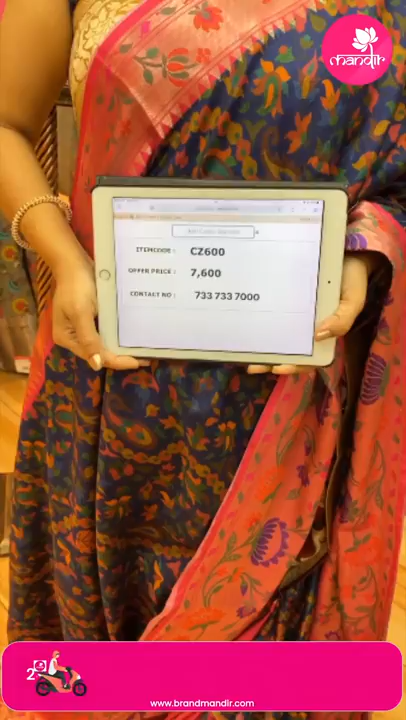 mandir
ITEMCODE : CZ600
OFFER PRICE : 7,600
CONTACT NO : 733 733 7000
www.brandmandir.com